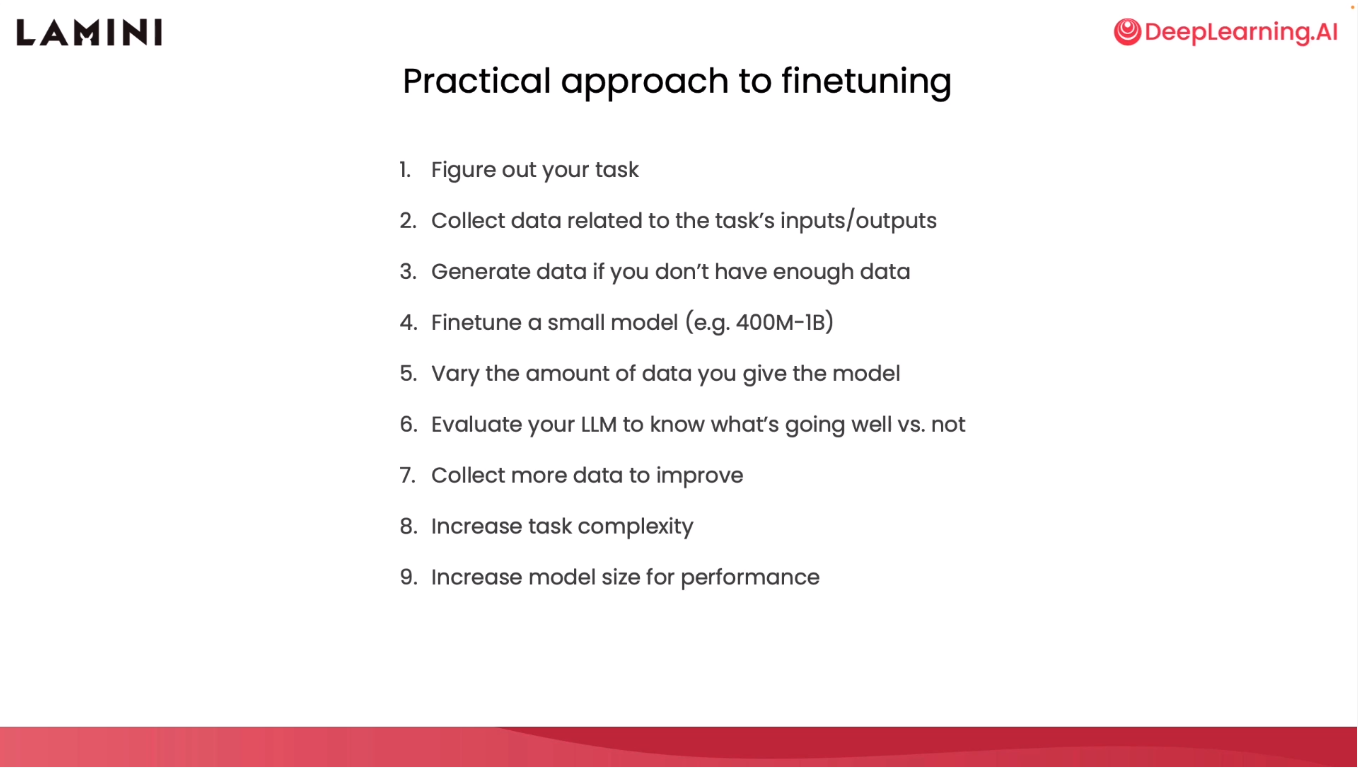 LAMINI
DeepLearning.AI
Practical approach to finetuning
1. Figure out your task
2. Collect data related to the task’s inputs/outputs
3. Generate data if you don’t have enough data
4. Finetune a small model (e.g. 400M-1B)
5. Vary the amount of data you give the model
6. Evaluate your LLM to know what’s going well vs. not
7. Collect more data to improve
8. Increase task complexity
9. Increase model size for performance